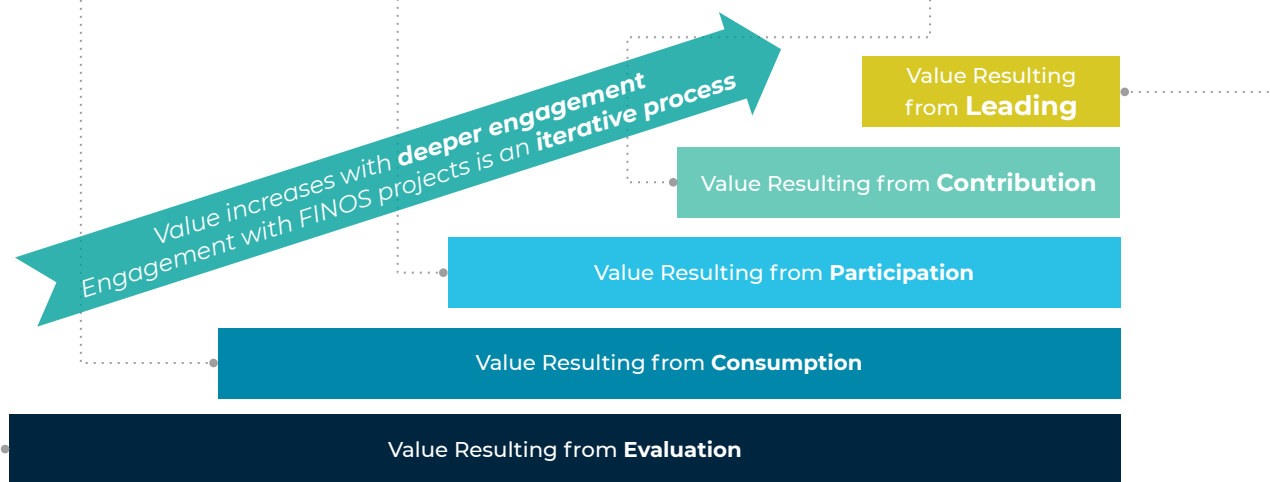 Value increases with deeper engagement
Engagement with FINOS projects is an iterative process
Value Resulting
from Leading
Value Resulting from Contribution
Value Resulting from Participation
Value Resulting from Consumption
Value Resulting from Evaluation